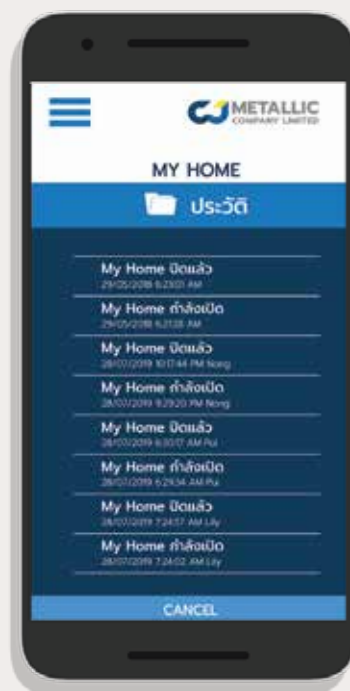 CJ METALLIC
COMPANY LIMITED
MY HOME
ประวัติ
My Home ปิดแล้ว
29/05/2018 6:23:01 AM
My Home กำลังเปิด
29/05/2018 6:21:28 AM
My Home ปิดแล้ว
28/07/2019 10:17:44 PM Nong
My Home กำลังเปิด
28/07/2019 9:29:20 PM Nong
My Home ปิดแล้ว
28/07/2019 6:30:17 AM Pui
My Home กำลังเปิด
28/07/2019 6:29:34 AM Pui
My Home ปิดแล้ว
28/07/2019 7:24:57 AM Lily
My Home กำลังเปิด
28/07/2019 7:24:02 AM Lily
CANCEL